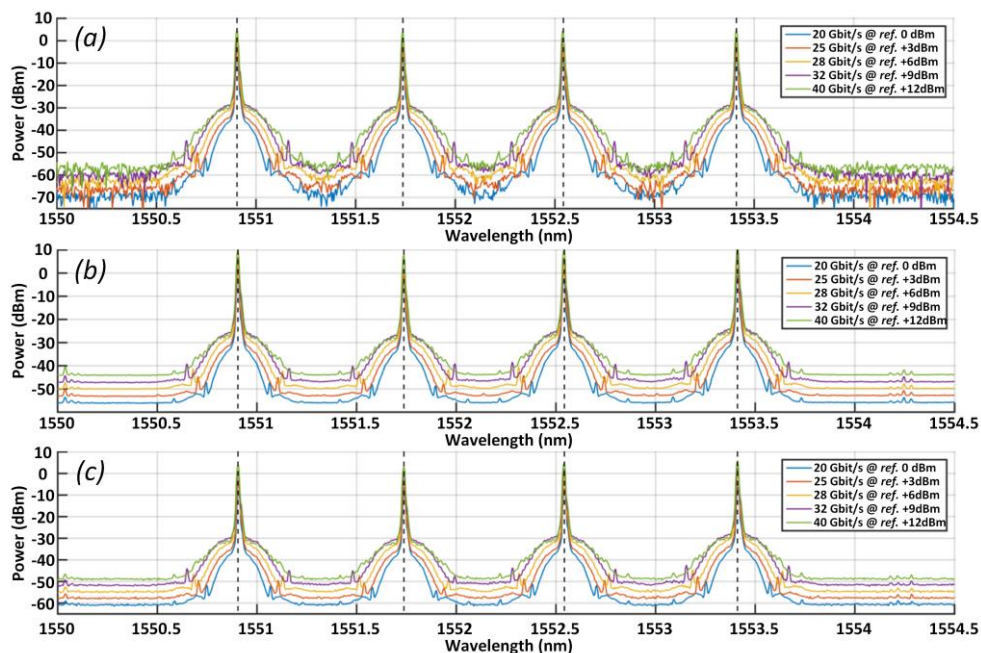 (a)
20 Gbit/s @ ref. 0 dBm
25 Gbit/s @ ref. +3dBm
28 Gbit/s @ ref. +6dBm
32 Gbit/s @ ref. +9dBm
40 Gbit/s @ ref. +12dBm
Power (dBm)
10
0
-10
-20
-30
-40
-50
-60
-70
1550 1550.5 1551 1551.5 1552 1552.5 1553 1553.5 1554 1554.5
Wavelength (nm)
(b)
20 Gbit/s @ ref. 0 dBm
25 Gbit/s @ ref. +3dBm
28 Gbit/s @ ref. +6dBm
32 Gbit/s @ ref. +9dBm
40 Gbit/s @ ref. +12dBm
Power (dBm)
10
0
-10
-20
-30
-40
-50
1550 1550.5 1551 1551.5 1552 1552.5 1553 1553.5 1554 1554.5
Wavelength (nm)
(c)
20 Gbit/s @ ref. 0 dBm
25 Gbit/s @ ref. +3dBm
28 Gbit/s @ ref. +6dBm
32 Gbit/s @ ref. +9dBm
40 Gbit/s @ ref. +12dBm
Power (dBm)
10
0
-10
-20
-30
-40
-50
-60
1550 1550.5 1551 1551.5 1552 1552.5 1553 1553.5 1554 1554.5
Wavelength (nm)